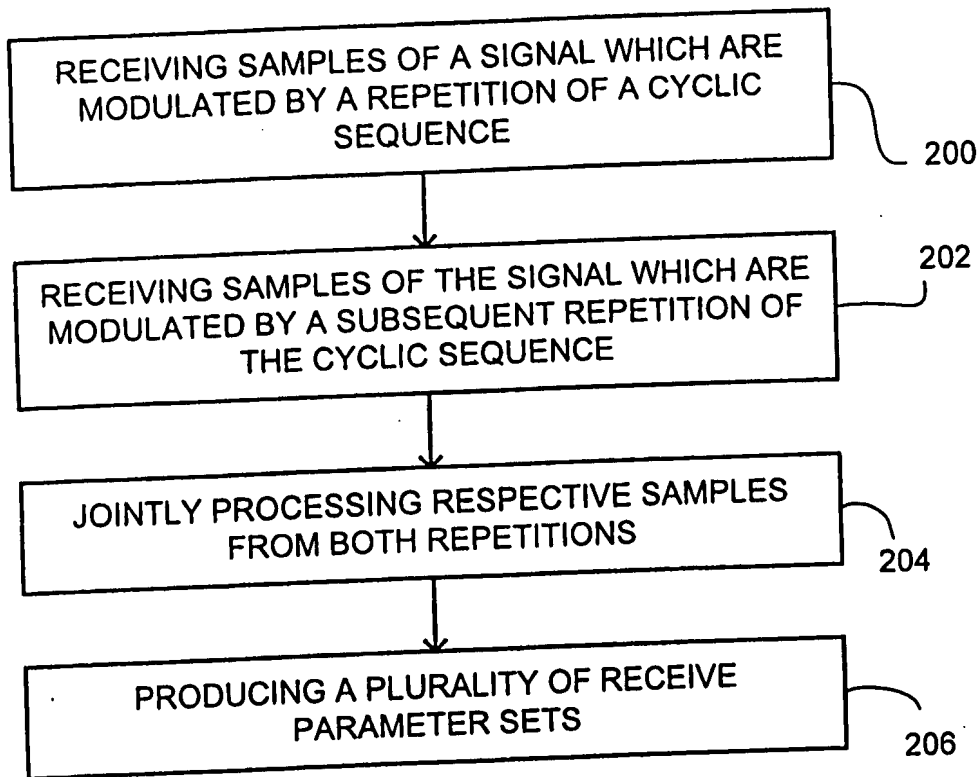 RECEIVING SAMPLES OF A SIGNAL WHICH ARE
MODULATED BY A REPETITION OF A CYCLIC
SEQUENCE
200
RECEIVING SAMPLES OF THE SIGNAL WHICH ARE
MODULATED BY A SUBSEQUENT REPETITION OF
THE CYCLIC SEQUENCE
202
JOINTLY PROCESSING RESPECTIVE SAMPLES
FROM BOTH REPETITIONS
204
PRODUCING A PLURALITY OF RECEIVE
PARAMETER SETS
206